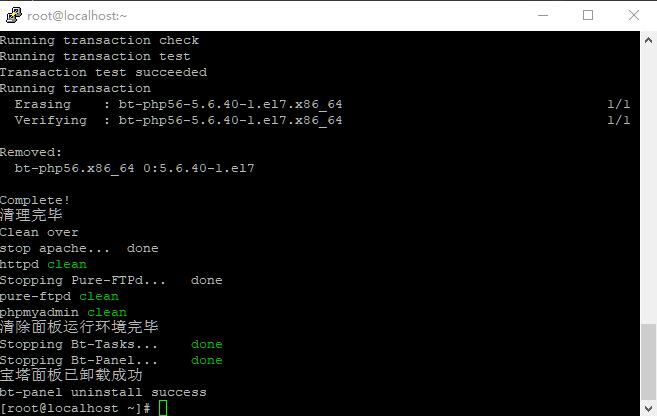 root@localhost:~
Running transaction check
Running transaction test
Transaction test succeeded
Running transaction
  Erasing    : bt-php56-5.6.40-1.el7.x86_64    1/1
  Verifying  : bt-php56-5.6.40-1.el7.x86_64    1/1
Removed:
  bt-php56.x86_64 0:5.6.40-1.el7
Complete!
清理完毕
Clean over
stop apache...  done
httpd clean
Stopping Pure-FTPd...   done
pure-ftpd clean
phpmyadmin clean
清除面板运行环境完毕
Stopping Bt-Tasks...    done
Stopping Bt-Panel...    done
宝塔面板已卸载成功
bt-panel uninstall success
[root@localhost ~]#